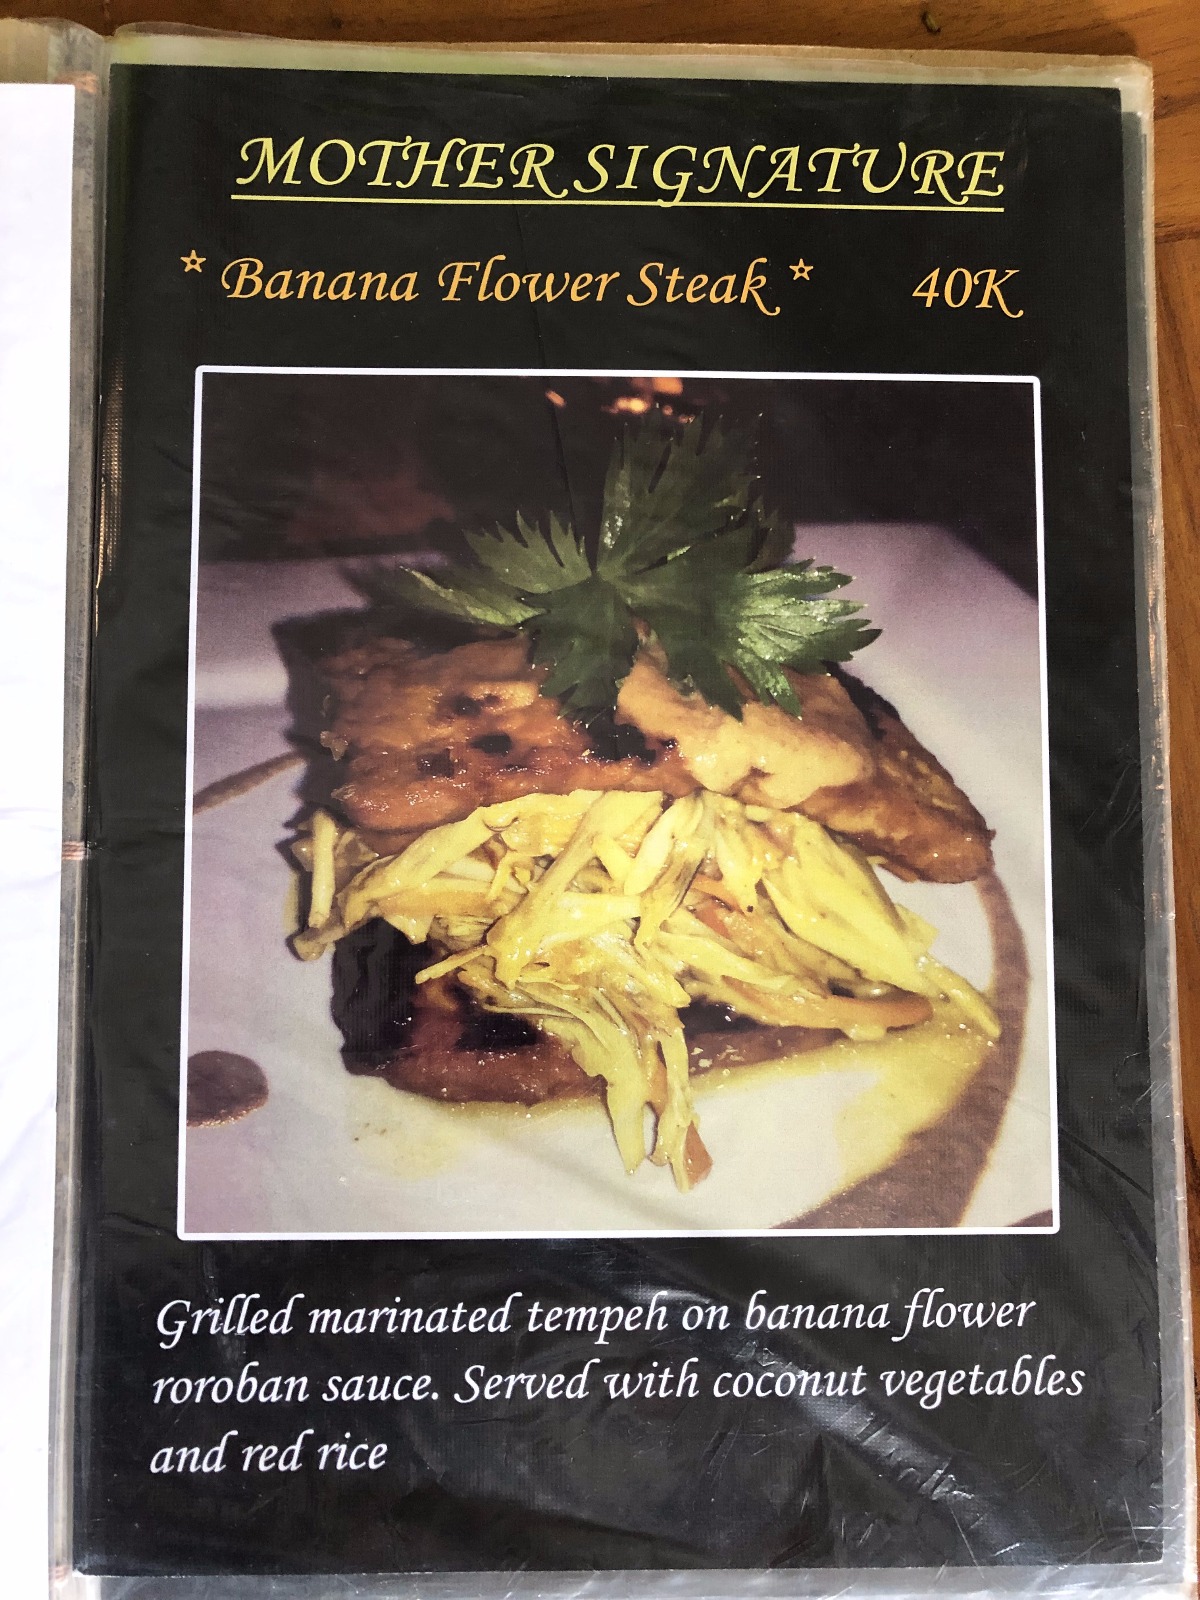 MOTHER SIGNATURE
* Banana Flower Steak * 40K
Grilled marinated tempeh on banana flower
roroban sauce. Served with coconut vegetables
and red rice